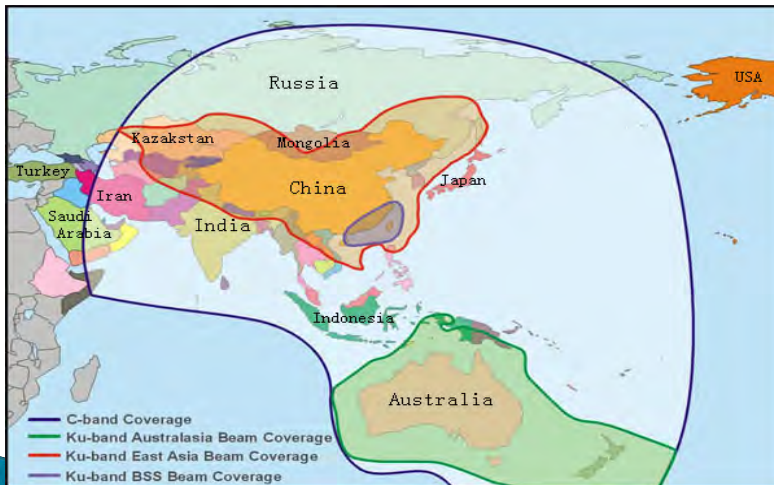 Russia
USA
Kazakstan
Mongolia
Turkey
China
Japan
Iran
Saudi
Arabia
India
Indonesia
Australia
C-band Coverage
Ku-band Australasia Beam Coverage
Ku-band East Asia Beam Coverage
Ku-band BSS Beam Coverage